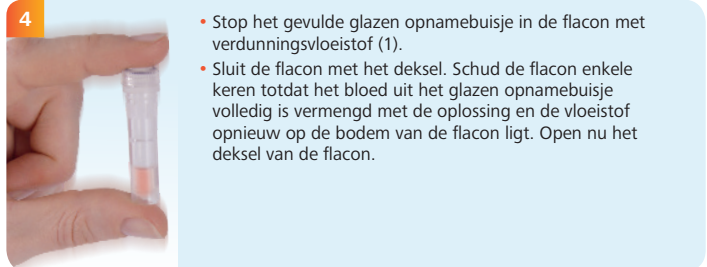 4
• Stop het gevulde glazen opnamebuisje in de flacon met
verdunningsvloeistof (1).
• Sluit de flacon met het deksel. Schud de flacon enkele
keren totdat het bloed uit het glazen opnamebuisje
volledig is vermengd met de oplossing en de vloeistof
opnieuw op de bodem van de flacon ligt. Open nu het
deksel van de flacon.